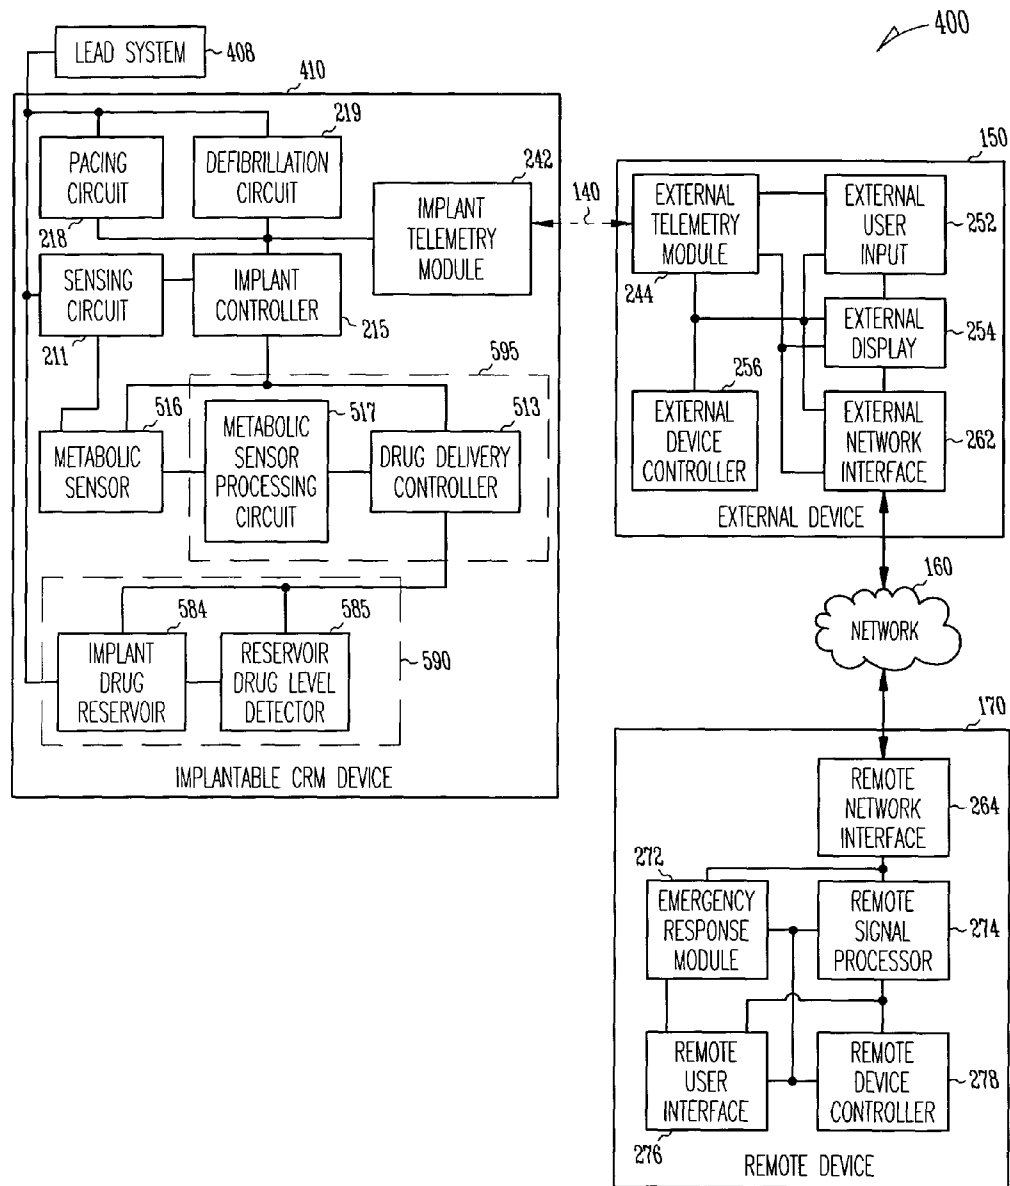 400
LEAD SYSTEM
408
410
PACING
CIRCUIT
218
219
DEFIBRILLATION
CIRCUIT
242
IMPLANT
TELEMETRY
MODULE
SENSING
CIRCUIT
211
IMPLANT
CONTROLLER
215
595
516
METABOLIC
SENSOR
517
METABOLIC
SENSOR
PROCESSING
CIRCUIT
513
DRUG DELIVERY
CONTROLLER
584
IMPLANT
DRUG
RESERVOIR
585
RESERVOIR
DRUG LEVEL
DETECTOR
590
IMPLANTABLE CRM DEVICE
140
150
EXTERNAL
TELEMETRY
MODULE
244
EXTERNAL
USER
INPUT
252
EXTERNAL
DISPLAY
254
256
EXTERNAL
DEVICE
CONTROLLER
EXTERNAL
NETWORK
INTERFACE
262
EXTERNAL DEVICE
160
NETWORK
170
REMOTE
NETWORK
INTERFACE
264
272
EMERGENCY
RESPONSE
MODULE
REMOTE
SIGNAL
PROCESSOR
274
REMOTE
USER
INTERFACE
276
REMOTE
DEVICE
CONTROLLER
278
REMOTE DEVICE